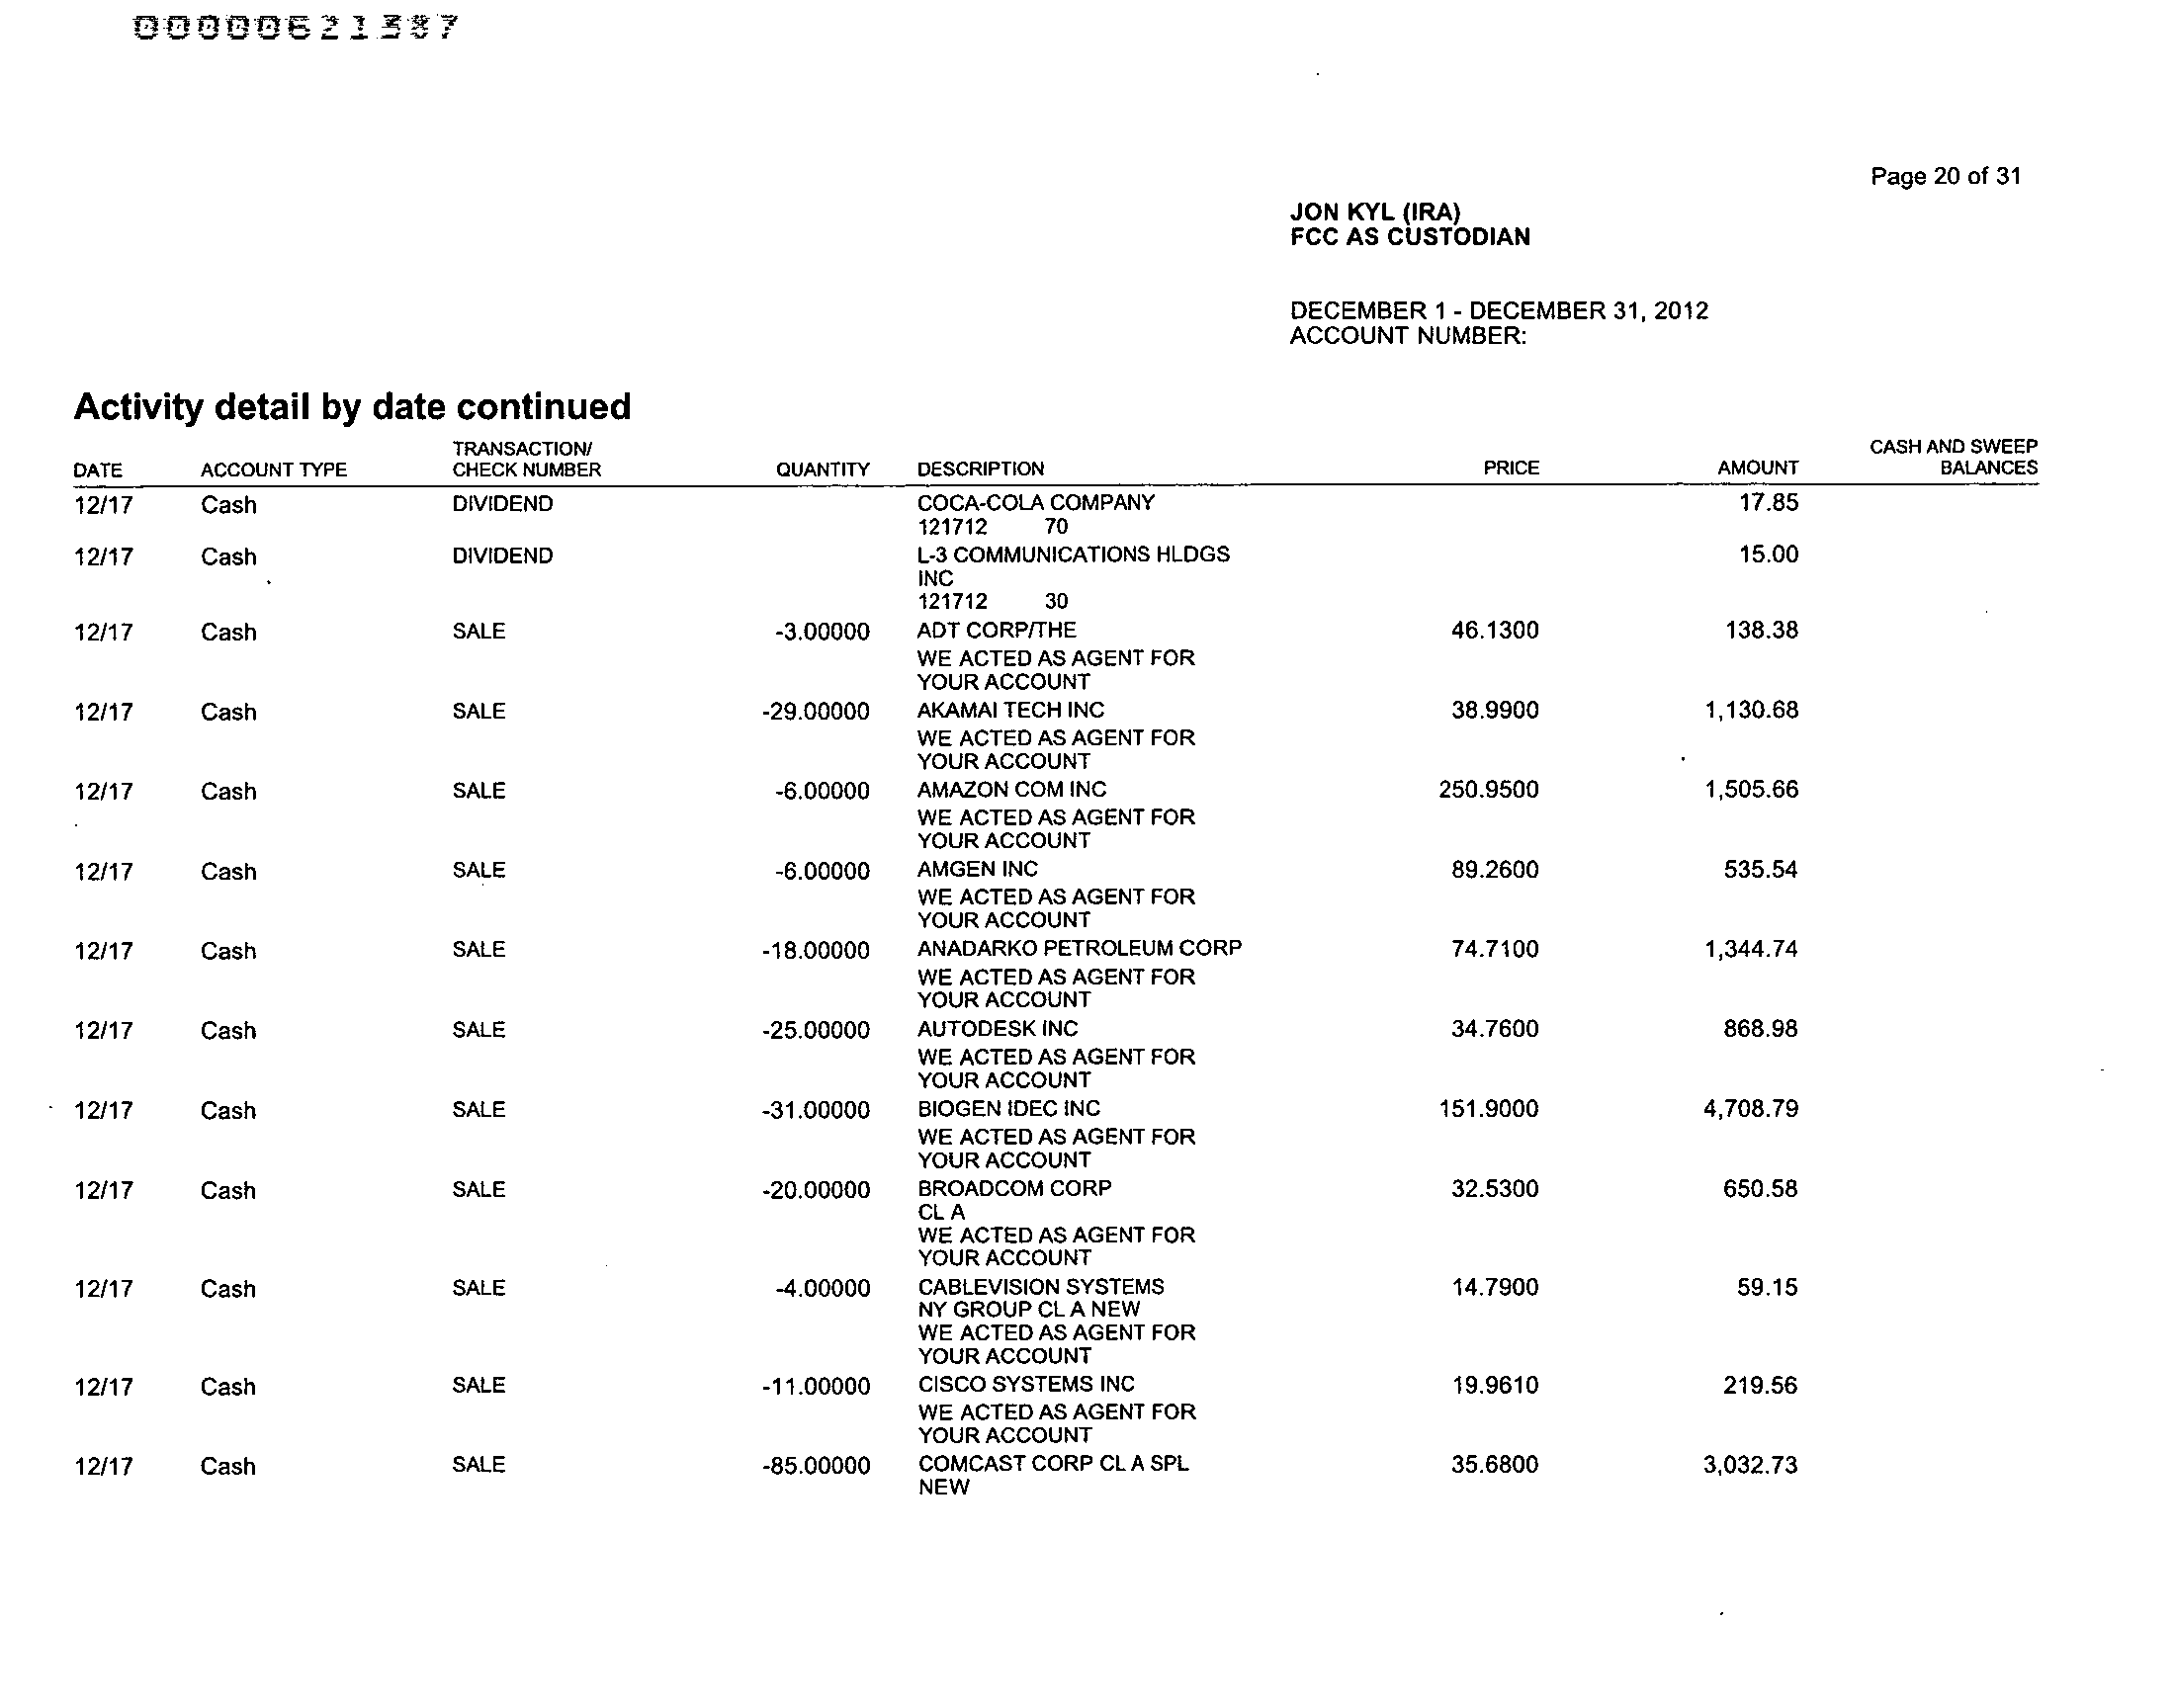 00000621387
Page 20 of 31
JON KYL (IRA)
FCC AS CUSTODIAN
DECEMBER 1 - DECEMBER 31, 2012
ACCOUNT NUMBER:
Activity detail by date continued
DATE ACCOUNT TYPE TRANSACTION/ CHECK NUMBER QUANTITY DESCRIPTION PRICE AMOUNT CASH AND SWEEP BALANCES
12/17 Cash DIVIDEND COCA-COLA COMPANY 17.85
121712 70
12/17 Cash DIVIDEND L-3 COMMUNICATIONS HLDGS 15.00
INC
121712 30
12/17 Cash SALE -3.00000 ADT CORP/THE 46.1300 138.38
WE ACTED AS AGENT FOR
YOUR ACCOUNT
12/17 Cash SALE -29.00000 AKAMAI TECH INC 38.9900 1,130.68
WE ACTED AS AGENT FOR
YOUR ACCOUNT
12/17 Cash SALE -6.00000 AMAZON COM INC 250.9500 1,505.66
WE ACTED AS AGENT FOR
YOUR ACCOUNT
12/17 Cash SALE -6.00000 AMGEN INC 89.2600 535.54
WE ACTED AS AGENT FOR
YOUR ACCOUNT
12/17 Cash SALE -18.00000 ANADARKO PETROLEUM CORP 74.7100 1,344.74
WE ACTED AS AGENT FOR
YOUR ACCOUNT
12/17 Cash SALE -25.00000 AUTODESK INC 34.7600 868.98
WE ACTED AS AGENT FOR
YOUR ACCOUNT
12/17 Cash SALE -31.00000 BIOGEN IDEC INC 151.9000 4,708.79
WE ACTED AS AGENT FOR
YOUR ACCOUNT
12/17 Cash SALE -20.00000 BROADCOM CORP 32.5300 650.58
CL A
WE ACTED AS AGENT FOR
YOUR ACCOUNT
12/17 Cash SALE -4.00000 CABLEVISION SYSTEMS 14.7900 59.15
NY GROUP CL A NEW
WE ACTED AS AGENT FOR
YOUR ACCOUNT
12/17 Cash SALE -11.00000 CISCO SYSTEMS INC 19.9610 219.56
WE ACTED AS AGENT FOR
YOUR ACCOUNT
12/17 Cash SALE -85.00000 COMCAST CORP CL A SPL 35.6800 3,032.73
NEW